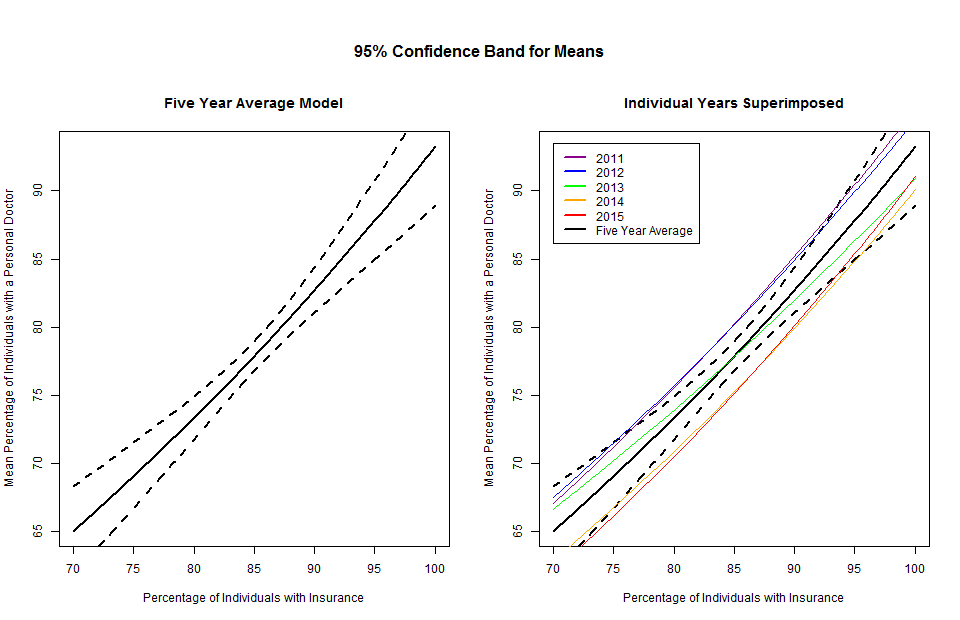 95% Confidence Band for Means
Five Year Average Model
Mean Percentage of Individuals with a Personal Doctor
90
85
80
75
70
65
70 75 80 85 90 95 100
Percentage of Individuals with Insurance
Individual Years Superimposed
2011
2012
2013
2014
2015
Five Year Average
Mean Percentage of Individuals with a Personal Doctor
90
85
80
75
70
65
70 75 80 85 90 95 100
Percentage of Individuals with Insurance